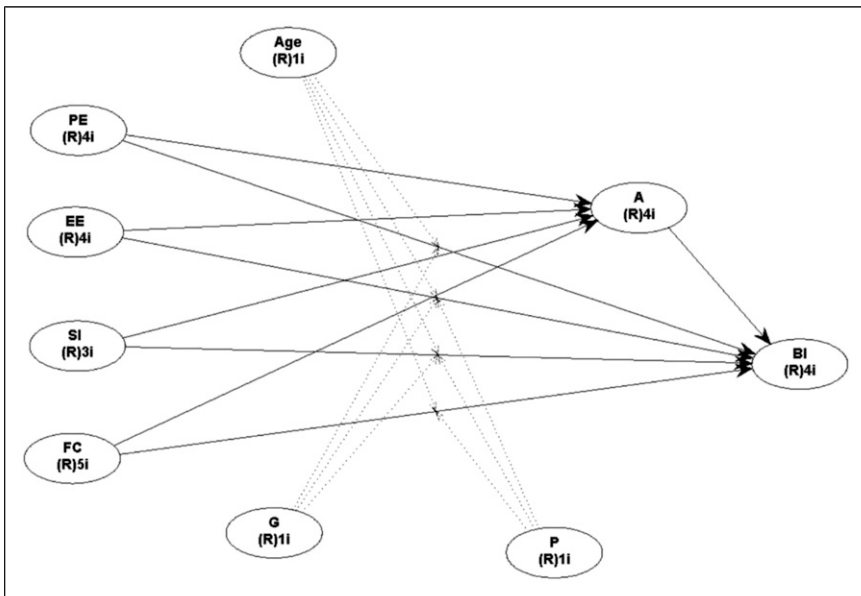 Age
(R)1i
PE
(R)4i
A
(R)4i
EE
(R)4i
SI
(R)3i
BI
(R)4i
FC
(R)5i
G
(R)1i
P
(R)1i